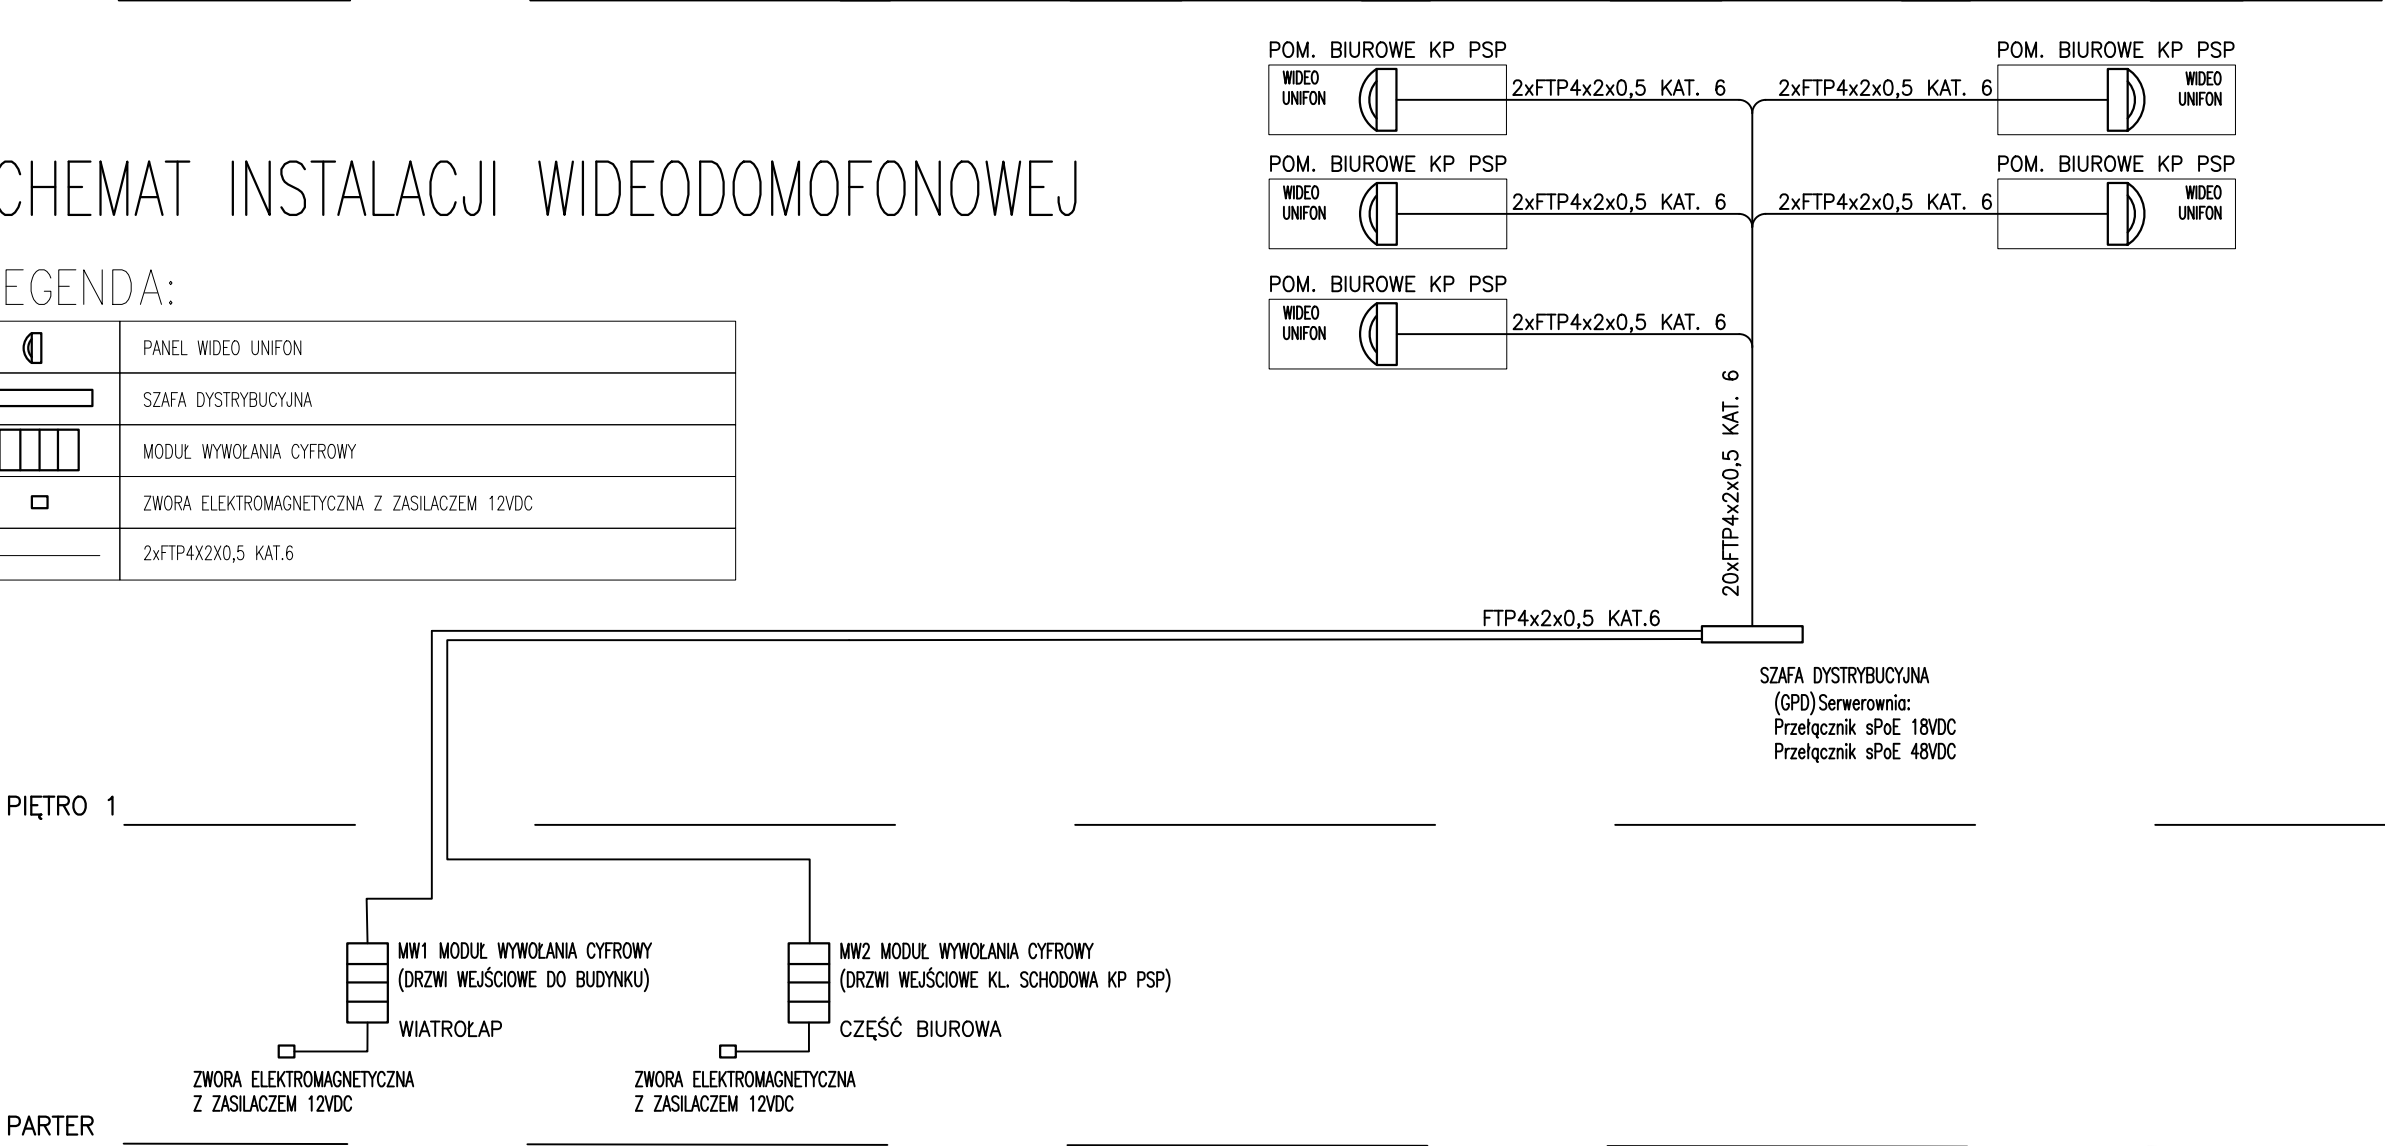 CHEMAT INSTALACJI WIDEODOMOFONOWEJ
EGENDA:
PANEL WIDEO UNIFON
SZAFA DYSTRYBUCYJNA
MODUŁ WYWOŁANIA CYFROWY
ZWORA ELEKTROMAGNETYCZNA Z ZASILACZEM 12VDC
2xFTP4X2X0,5 KAT.6
POM. BIUROWE KP PSP
WIDEO
UNIFON
2xFTP4x2x0,5 KAT. 6
2xFTP4x2x0,5 KAT. 6
POM. BIUROWE KP PSP
WIDEO
UNIFON
POM. BIUROWE KP PSP
WIDEO
UNIFON
2xFTP4x2x0,5 KAT. 6
2xFTP4x2x0,5 KAT. 6
POM. BIUROWE KP PSP
WIDEO
UNIFON
POM. BIUROWE KP PSP
WIDEO
UNIFON
2xFTP4x2x0,5 KAT. 6
20xFTP4x2x0,5 KAT. 6
FTP4x2x0,5 KAT.6
SZAFA DYSTRYBUCYJNA
(GPD)Serwerownia:
Przełącznik sPoE 18VDC
Przełącznik sPoE 48VDC
PIĘTRO 1
MW1 MODUŁ WYWOŁANIA CYFROWY
(DRZWI WEJŚCIOWE DO BUDYNKU)
WIATROŁAP
ZWORA ELEKTROMAGNETYCZNA
Z ZASILACZEM 12VDC
MW2 MODUŁ WYWOŁANIA CYFROWY
(DRZWI WEJŚCIOWE KL. SCHODOWA KP PSP)
CZĘŚĆ BIUROWA
ZWORA ELEKTROMAGNETYCZNA
Z ZASILACZEM 12VDC
PARTER